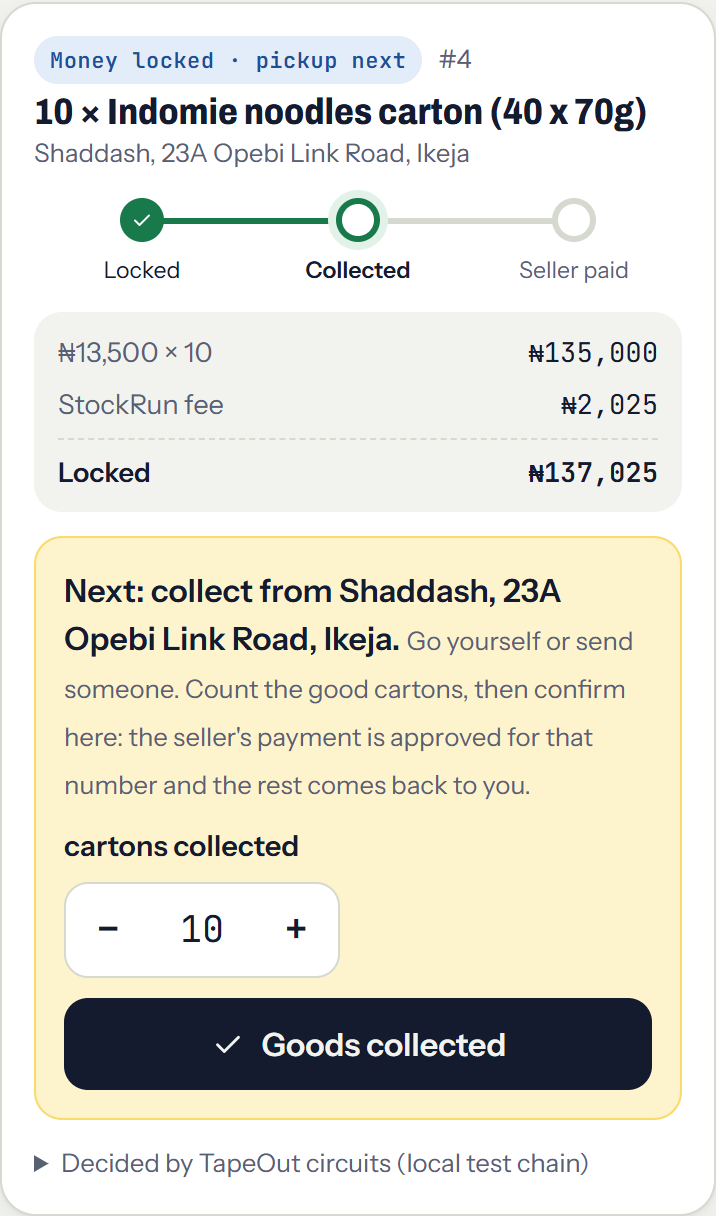 Money locked · pickup next #4
10 × Indomie noodles carton (40 x 70g)
Shaddash, 23A Opebi Link Road, Ikeja
Locked Collected Seller paid
₦13,500 × 10 ₦135,000
StockRun fee ₦2,025
Locked ₦137,025
Next: collect from Shaddash, 23A
Opebi Link Road, Ikeja. Go yourself or send
someone. Count the good cartons, then confirm
here: the seller's payment is approved for that
number and the rest comes back to you.
cartons collected
− 10 +
✓ Goods collected
▶ Decided by TapeOut circuits (local test chain)